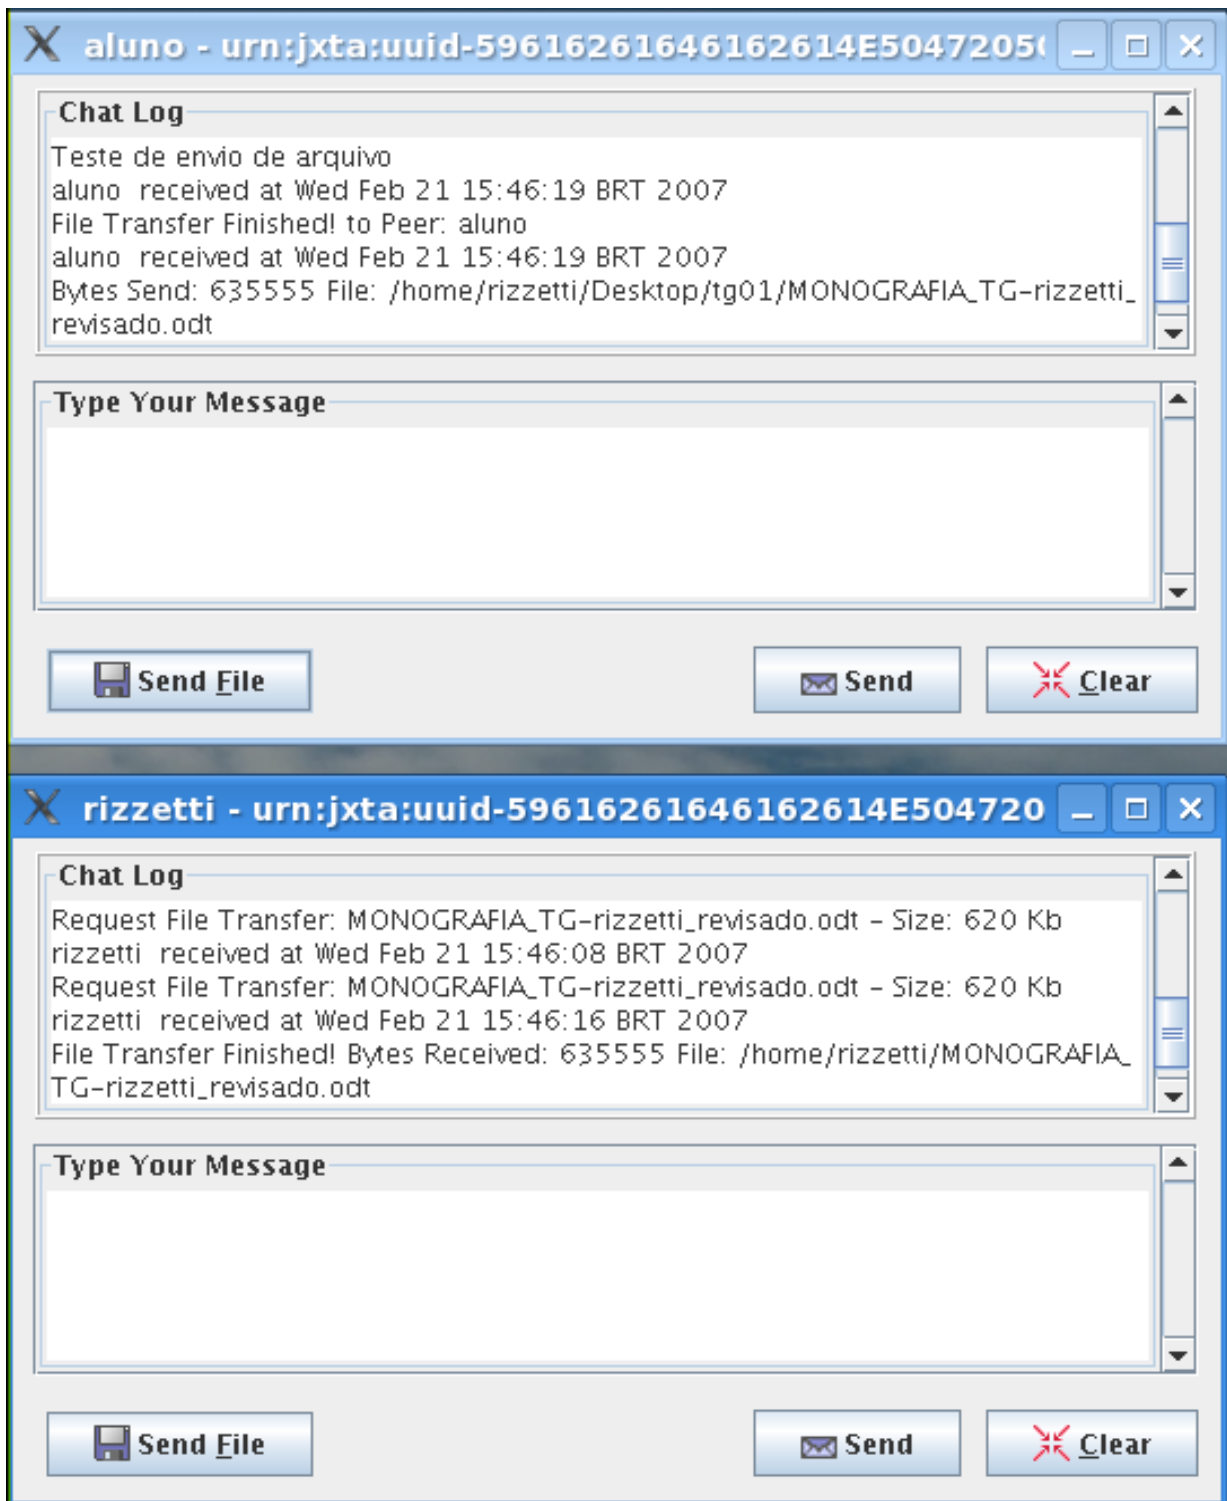 aluno - urn:jxta:uuid-59616261646162614E5047205
Chat Log
Teste de envio de arquivo
aluno  received at Wed Feb 21 15:46:19 BRT 2007
File Transfer Finished! to Peer: aluno
aluno  received at Wed Feb 21 15:46:19 BRT 2007
Bytes Send: 635555 File: /home/rizzetti/Desktop/tg01/MONOGRAFIA_TG-rizzetti_
revisado.odt
Type Your Message
Send File
Send
Clear
rizzetti - urn:jxta:uuid-59616261646162614E504720
Chat Log
Request File Transfer: MONOGRAFIA_TG-rizzetti_revisado.odt - Size: 620 Kb
rizzetti  received at Wed Feb 21 15:46:08 BRT 2007
Request File Transfer: MONOGRAFIA_TG-rizzetti_revisado.odt - Size: 620 Kb
rizzetti  received at Wed Feb 21 15:46:16 BRT 2007
File Transfer Finished! Bytes Received: 635555 File: /home/rizzetti/MONOGRAFIA_
TG-rizzetti_revisado.odt
Type Your Message
Send File
Send
Clear